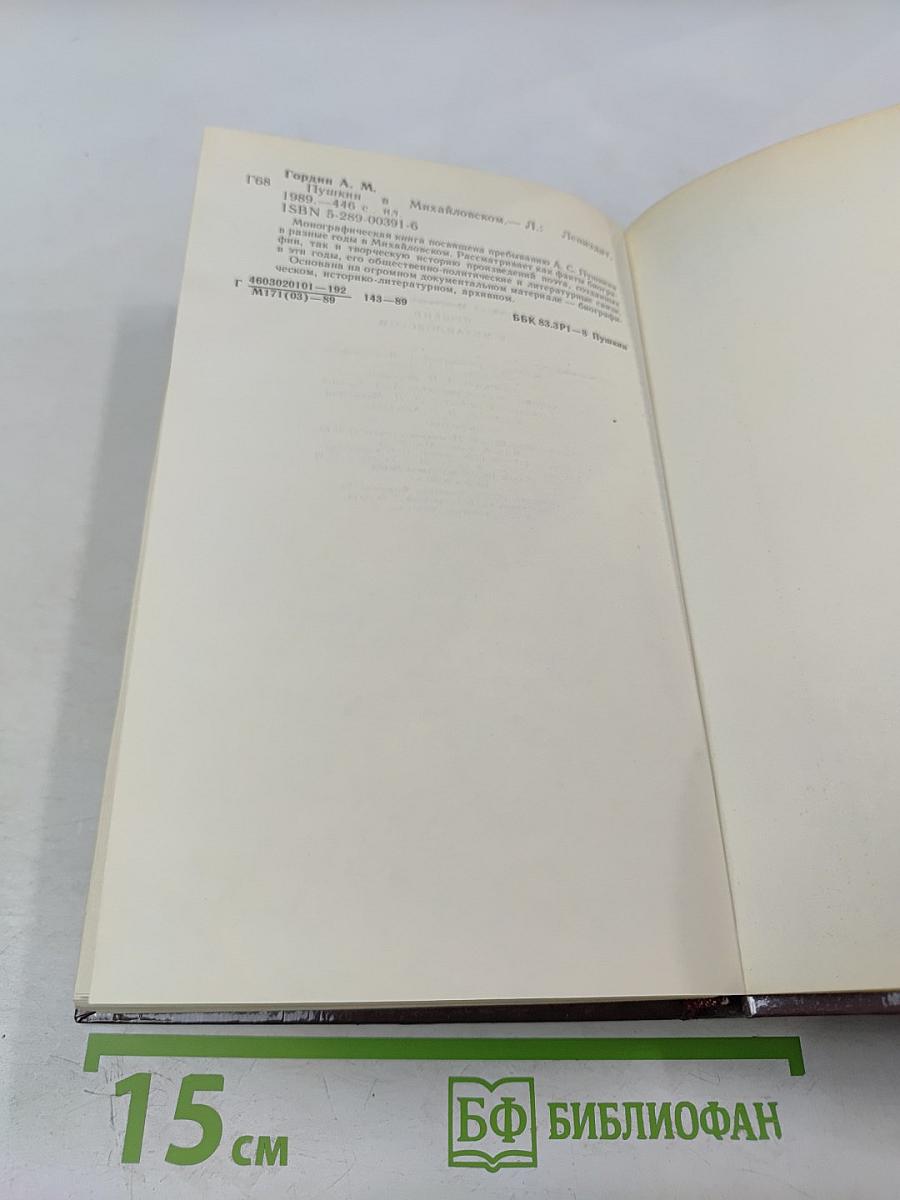 Гордин А. М.
Г68 Пушкин в Михайловском.— Л.: Лениздат,
1989.—446 с., ил.
ISBN 5-289-00391-6
Монографическая книга посвящена пребыванию А. С. Пушкина
в разные годы в Михайловском. Рассматривает как факты биогра-
фии, так и творческую историю произведений поэта, созданных
в эти годы, его общественно-политические и литературные связи.
Основана на огромном документальном материале — биографи-
ческом, историко-литературном, архивном.
Г 4603020101—192
М171(03)—89 143—89
ББК 83.3Р1—8 Пушкин
15 см
БФ БИБЛИОФАН